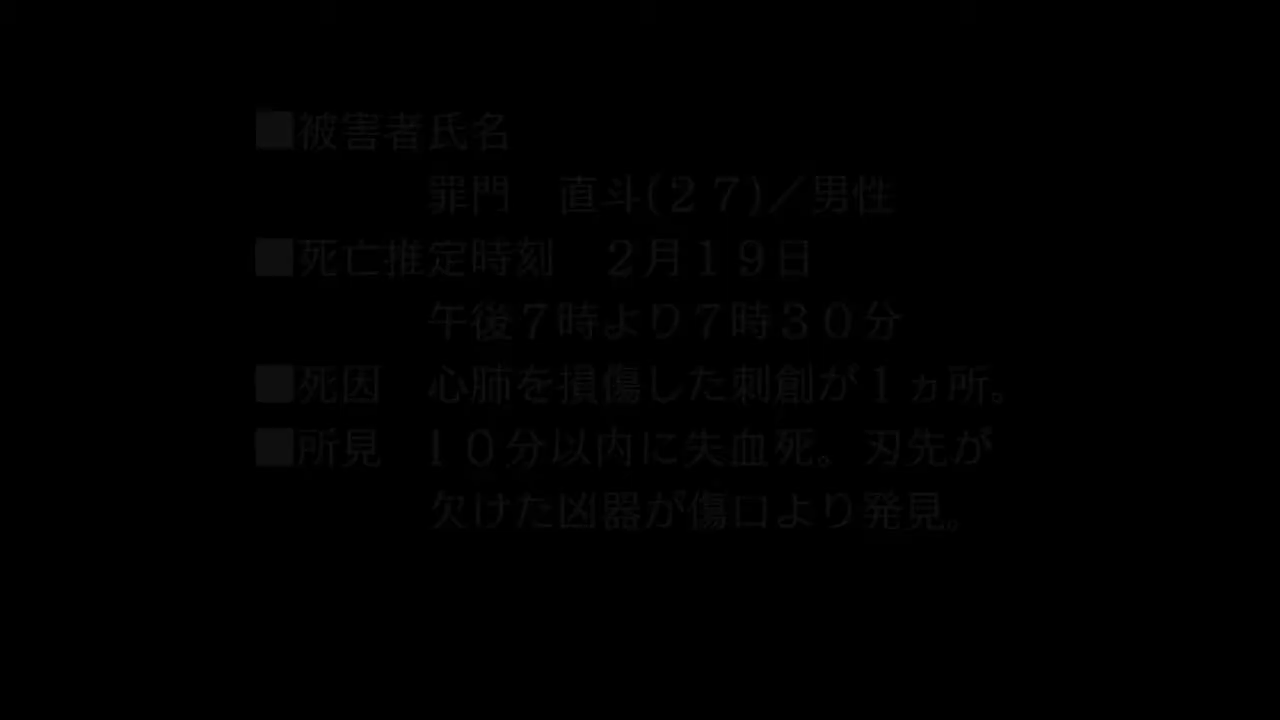 ■被害者氏名
罪門　直斗(２７)／男性
■死亡推定時刻　２月１９日
午後７時より７時３０分
■死因　心肺を損傷した刺創が１ヵ所。
■所見　１０分以内に失血死。刃先が
欠けた凶器が傷口より発見。